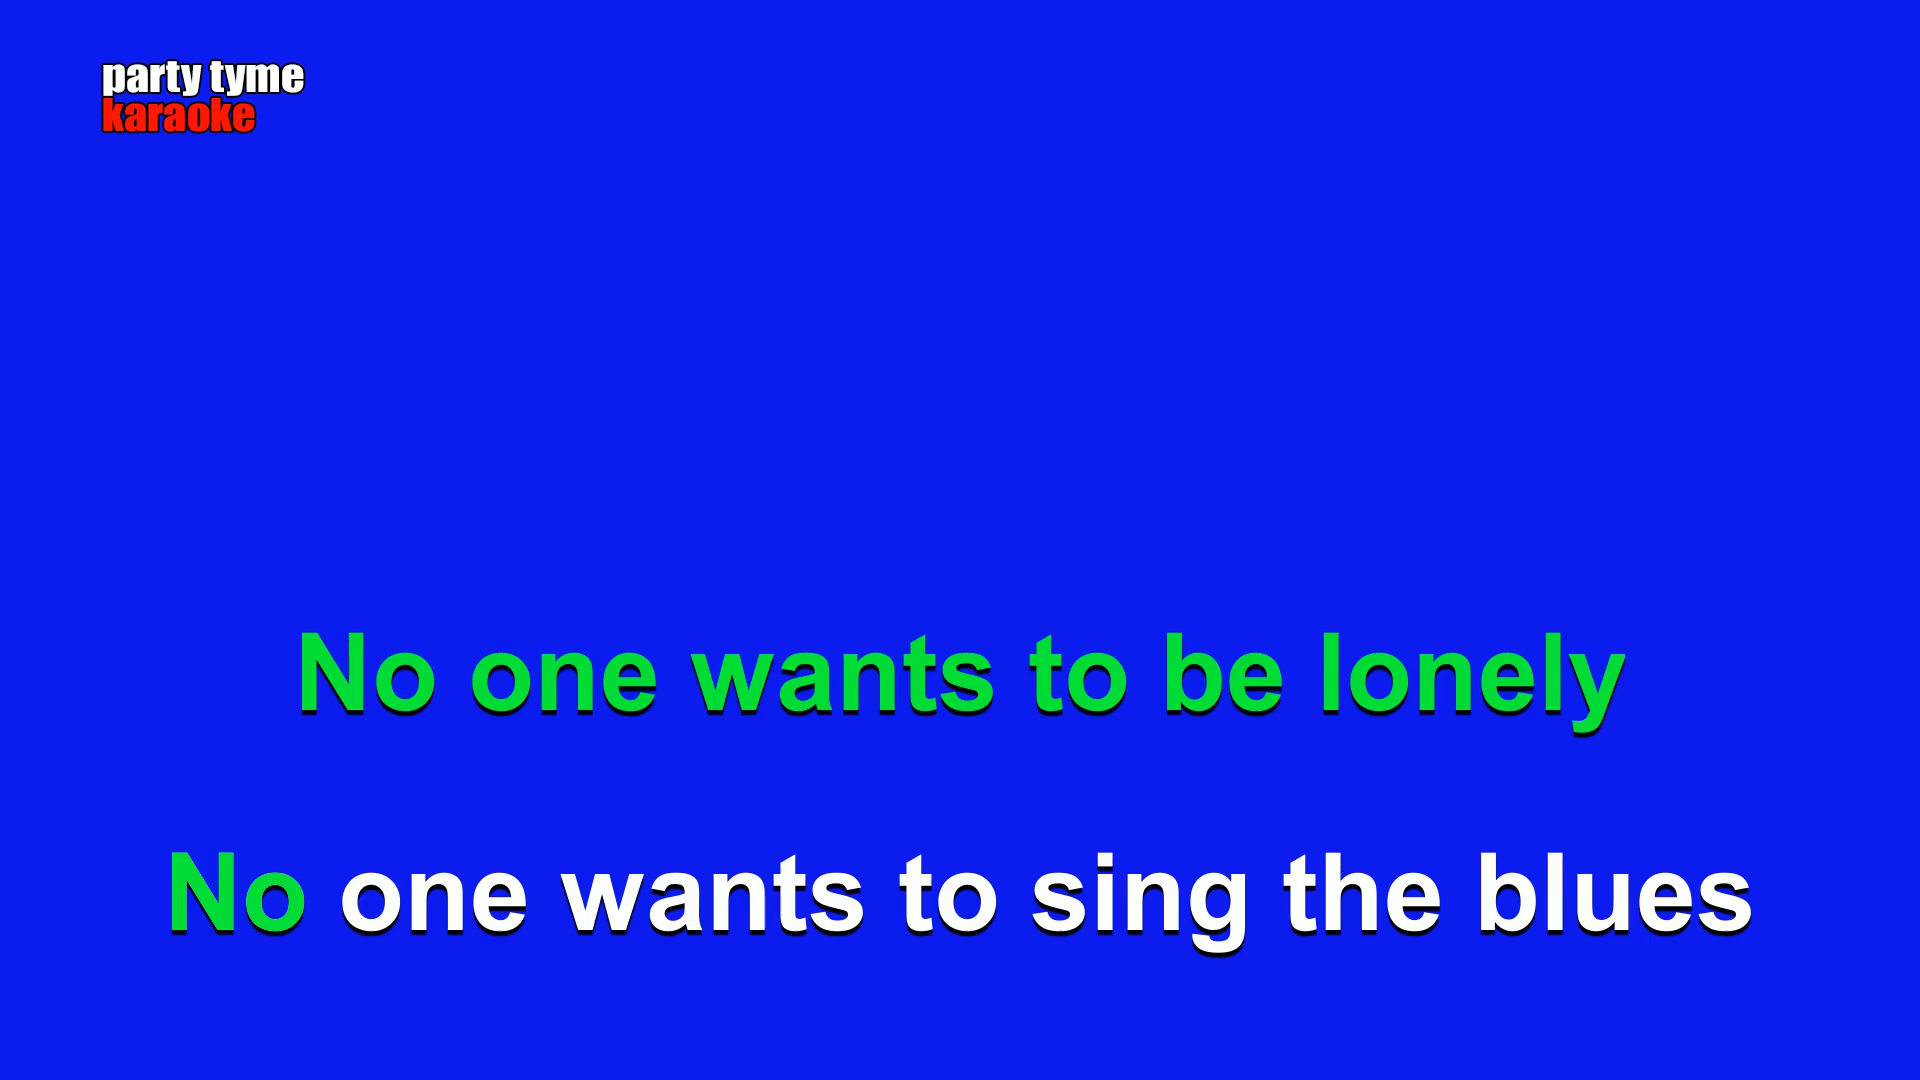 party tyme
karaoke
No one wants to be lonely
No one wants to sing the blues